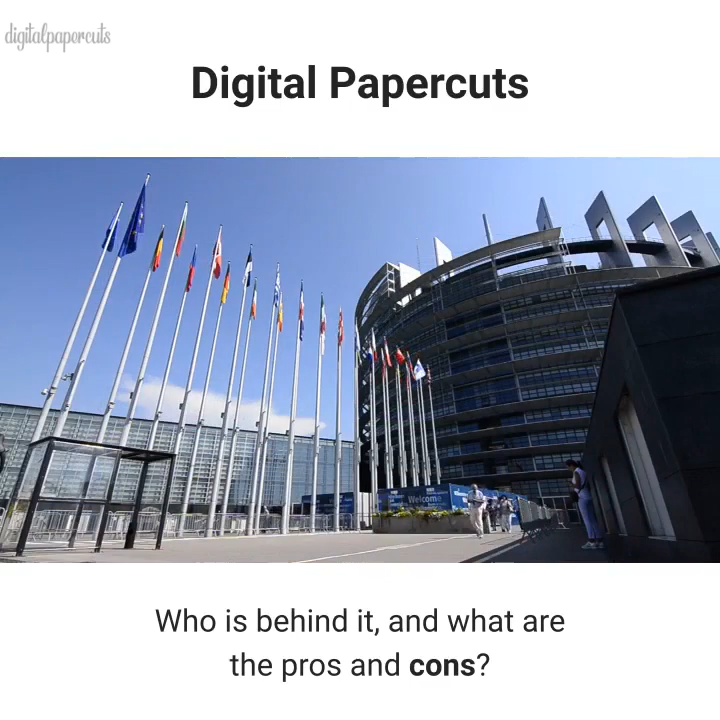 digitalpapercuts
Digital Papercuts
Welcome
Who is behind it, and what are
the pros and cons?